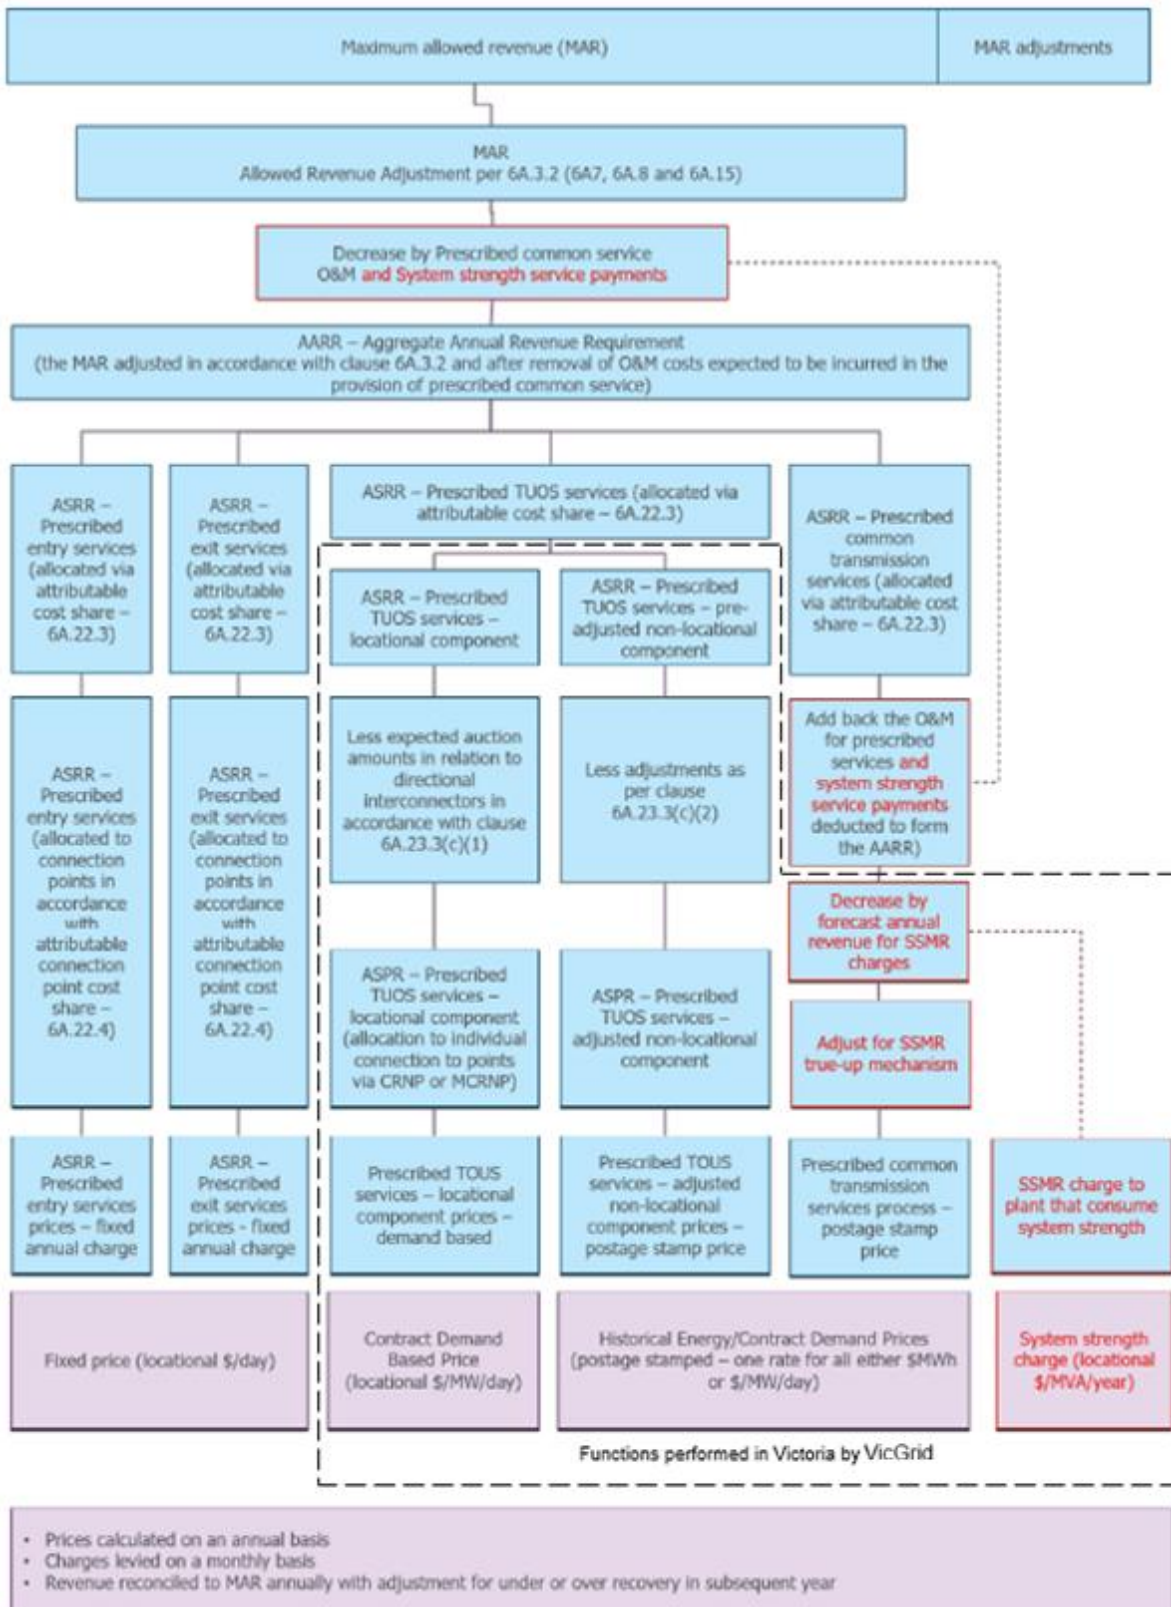 Maximum allowed revenue (MAR)
MAR adjustments
MAR
Allowed Revenue Adjustment per 6A.3.2 (6A7, 6A.8 and 6A.15)
Decrease by Prescribed common service
O&M and System strength service payments
AARR – Aggregate Annual Revenue Requirement
(the MAR adjusted in accordance with clause 6A.3.2 and after removal of O&M costs expected to be incurred in the
provision of prescribed common service)
ASRR –
Prescribed
entry services
(allocated via
attributable
cost share –
6A.22.3)
ASRR –
Prescribed
exit services
(allocated via
attributable
cost share –
6A.22.3)
ASRR – Prescribed TUOS services (allocated via
attributable cost share – 6A.22.3)
ASRR – Prescribed
common
transmission
services (allocated
via attributable cost
share – 6A.22.3)
ASRR – Prescribed
TUOS services –
locational component
ASRR – Prescribed
TUOS services – pre-
adjusted non-locational
component
ASRR –
Prescribed
entry services
(allocated to
connection
points in
accordance
with
attributable
connection
point cost
share –
6A.22.4)
ASRR –
Prescribed
exit services
(allocated to
connection
points in
accordance
with
attributable
connection
point cost
share –
6A.22.4)
Less expected auction
amounts in relation to
directional
interconnectors in
accordance with clause
6A.23.3(c)(1)
Less adjustments as
per clause
6A.23.3(c)(2)
Add back the O&M
for prescribed
services and
system strength
service payments
deducted to form
the AARR)
Decrease by
forecast annual
revenue for SSMR
charges
ASPR – Prescribed
TUOS services –
locational component
(allocation to individual
connection to points
via CRNP or MCRNP)
ASPR – Prescribed
TUOS services –
adjusted non-locational
component
Adjust for SSMR
true-up mechanism
ASRR –
Prescribed
entry services
prices – fixed
annual charge
ASRR –
Prescribed
exit services
prices - fixed
annual charge
Prescribed TOUS
services – locational
component prices –
demand based
Prescribed TOUS
services – adjusted
non-locational
component prices –
postage stamp price
Prescribed common
transmission
services process –
postage stamp
price
SSMR charge to
plant that consume
system strength
Fixed price (locational $/day)
Contract Demand
Based Price
(locational $/MW/day)
Historical Energy/Contract Demand Prices
(postage stamped – one rate for all either $MWh
or $/MW/day)
System strength
charge (locational
$/MVA/year)
Functions performed in Victoria by VicGrid
• Prices calculated on an annual basis
• Charges levied on a monthly basis
• Revenue reconciled to MAR annually with adjustment for under or over recovery in subsequent year